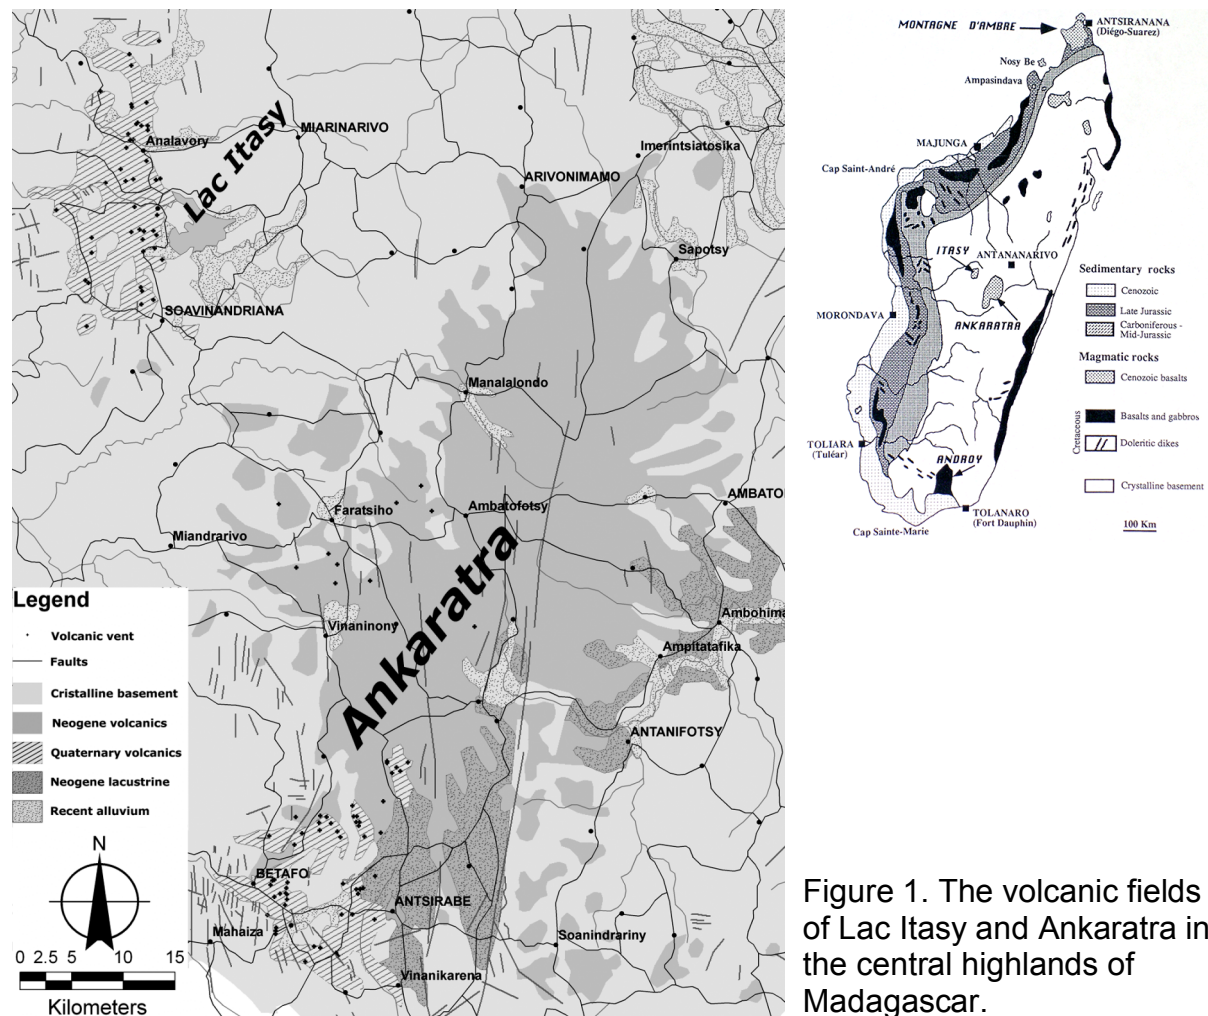 Analavory
Lac Itasy
MIARINARIVO
Imerintsiatosika
ARIVONIMAMO
Sapotsy
SOAVINANDRIANA
Manalalondo
Faratsiho
Ambatofotsy
AMBATO
Miandrarivo
Ankaratra
Vinaninony
Ambohima
Ampitatafika
ANTANIFOTSY
BETAFO
ANTSIRABE
Mahaiza
Soanindrariny
Vinanikarena
Legend
Volcanic vent
Faults
Cristalline basement
Neogene volcanics
Quaternary volcanics
Neogene lacustrine
Recent alluvium
N
0 2.5 5 10 15
Kilometers
MONTAGNE D'AMBRE
ANTSIRANANA
(Diégo-Suarez)
Nosy Be
Ampasindava
MAJUNGA
Cap Saint-André
ITASY
ANTANANARIVO
MORONDAVA
ANKARATRA
TOLIARA
(Tuléar)
ANDROY
TOLANARO
(Fort Dauphin)
Cap Sainte-Marie
Sedimentary rocks
Cenozoic
Late Jurassic
Carboniferous -
Mid-Jurassic
Magmatic rocks
Cenozoic basalts
Cretaceous
Basalts and gabbros
Doleritic dikes
Crystalline basement
100 Km
Figure 1. The volcanic fields
of Lac Itasy and Ankaratra in
the central highlands of
Madagascar.